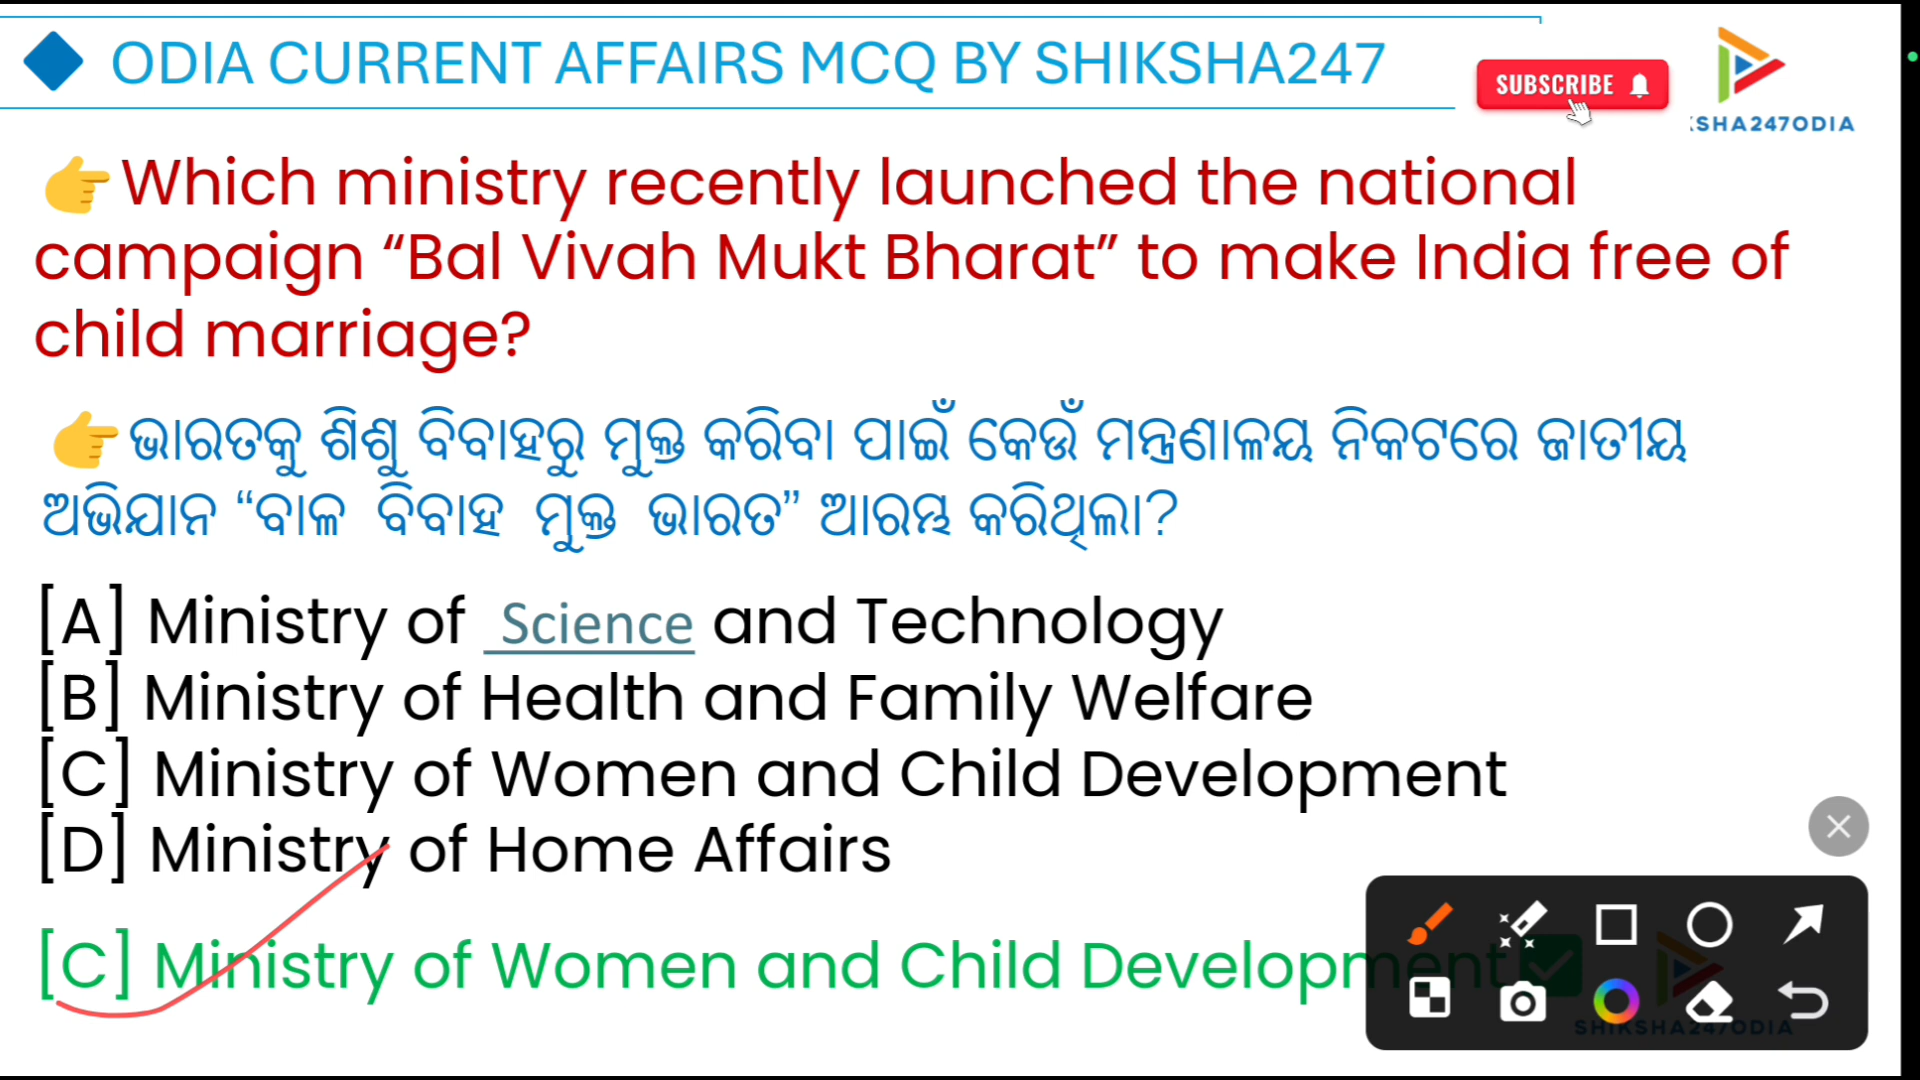 ODIA CURRENT AFFAIRS MCQ BY SHIKSHA247
SUBSCRIBE
KSHA247ODIA
Which ministry recently launched the national
campaign “Bal Vivah Mukt Bharat” to make India free of
child marriage?
ଭାରତକୁ ଶିଶୁ ବିବାହରୁ ମୁକ୍ତ କରିବା ପାଇଁ କେଉଁ ମନ୍ତ୍ରଣାଳୟ ନିକଟରେ ଜାତୀୟ
ଅଭିଯାନ “ବାଳ ବିବାହ ମୁକ୍ତ ଭାରତ” ଆରମ୍ଭ କରିଥିଲା?
[A] Ministry of Science and Technology
[B] Ministry of Health and Family Welfare
[C] Ministry of Women and Child Development
[D] Ministry of Home Affairs
[C] Ministry of Women and Child Development
SHIKSHA247ODIA